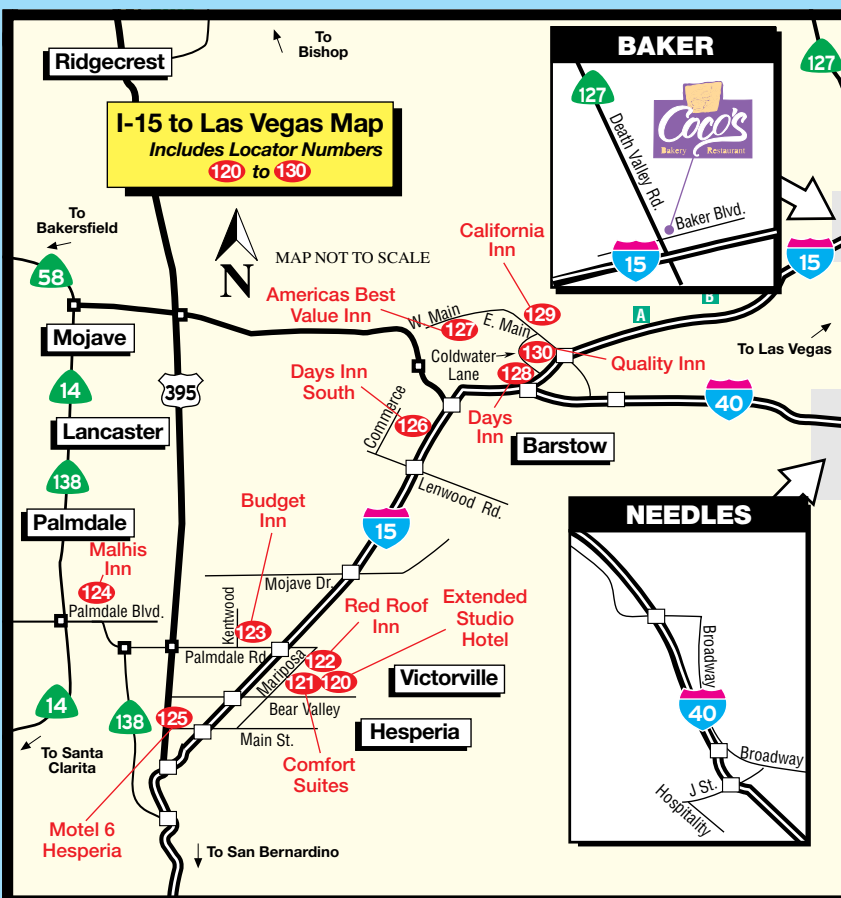 To
Bishop
Ridgecrest
BAKER
127
127
Coco's
Bakery Restaurant
Death Valley Rd.
Baker Blvd.
15
15
I-15 to Las Vegas Map
Includes Locator Numbers
120 to 130
To
Bakersfield
58
N
MAP NOT TO SCALE
California
Inn
129
Americas Best
Value Inn
W. Main
127
E. Main
A
B
Mojave
Coldwater
Lane
130
Quality Inn
To Las Vegas
128
Days
Inn
14
395
Days Inn
South
Commerce
126
40
Lancaster
Barstow
138
Lenwood Rd.
Palmdale
Budget
Inn
15
NEEDLES
Malhis
Inn
124
Palmdale Blvd.
Mojave Dr.
Kentwood
123
Red Roof
Inn
Extended
Studio
Hotel
Palmdale Rd.
Mariposa
122
121
120
Victorville
Broadway
14
138
125
Bear Valley
40
Main St.
Hesperia
To Santa
Clarita
Comfort
Suites
Broadway
J St.
Hospitality
Motel 6
Hesperia
To San Bernardino